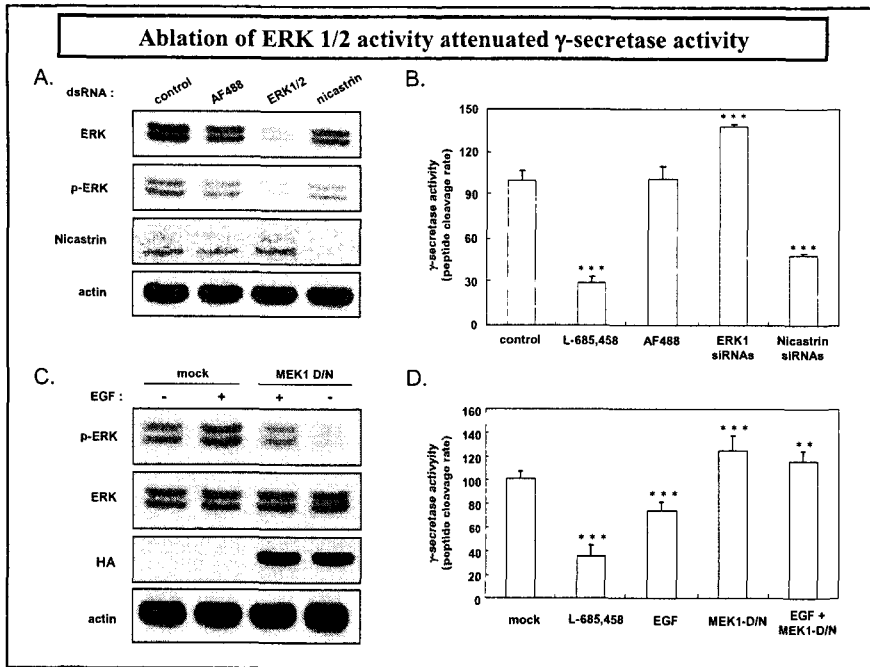 Ablation of ERK 1/2 activity attenuated γ-secretase activity
A.
dsRNA :
control AF488 ERK1/2 nicastrin
ERK
p-ERK
Nicastrin
actin
B.
γ-secretase activity
(peptide cleavage rate)
150
120
90
60
30
0
***
***
***
control L-685,458 AF488 ERK1 siRNAs Nicastrin siRNAs
C.
mock MEK1 D/N
EGF : - + + -
p-ERK
ERK
HA
actin
D.
γ-secretase activyity
(peptide cleavage rate)
160
140
120
100
80
60
40
20
0
***
***
***
**
mock L-685,458 EGF MEK1-D/N EGF + MEK1-D/N